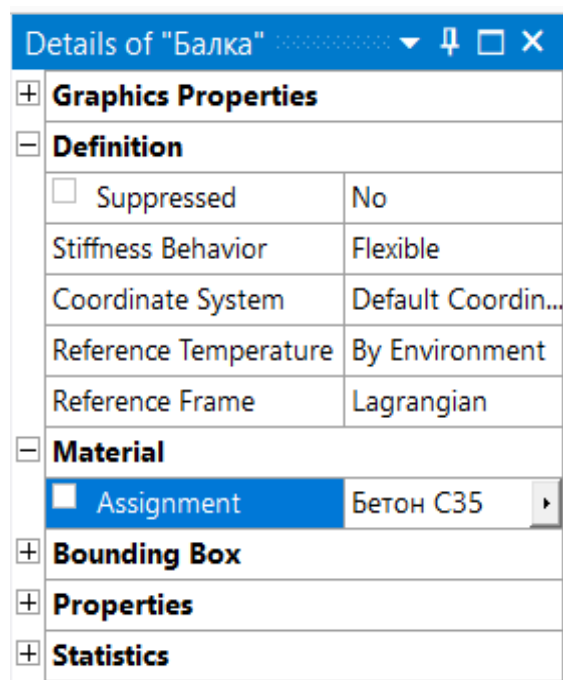 Details of "Балка"
Graphics Properties
Definition
Suppressed No
Stiffness Behavior Flexible
Coordinate System Default Coordin...
Reference Temperature By Environment
Reference Frame Lagrangian
Material
Assignment Бетон C35
Bounding Box
Properties
Statistics